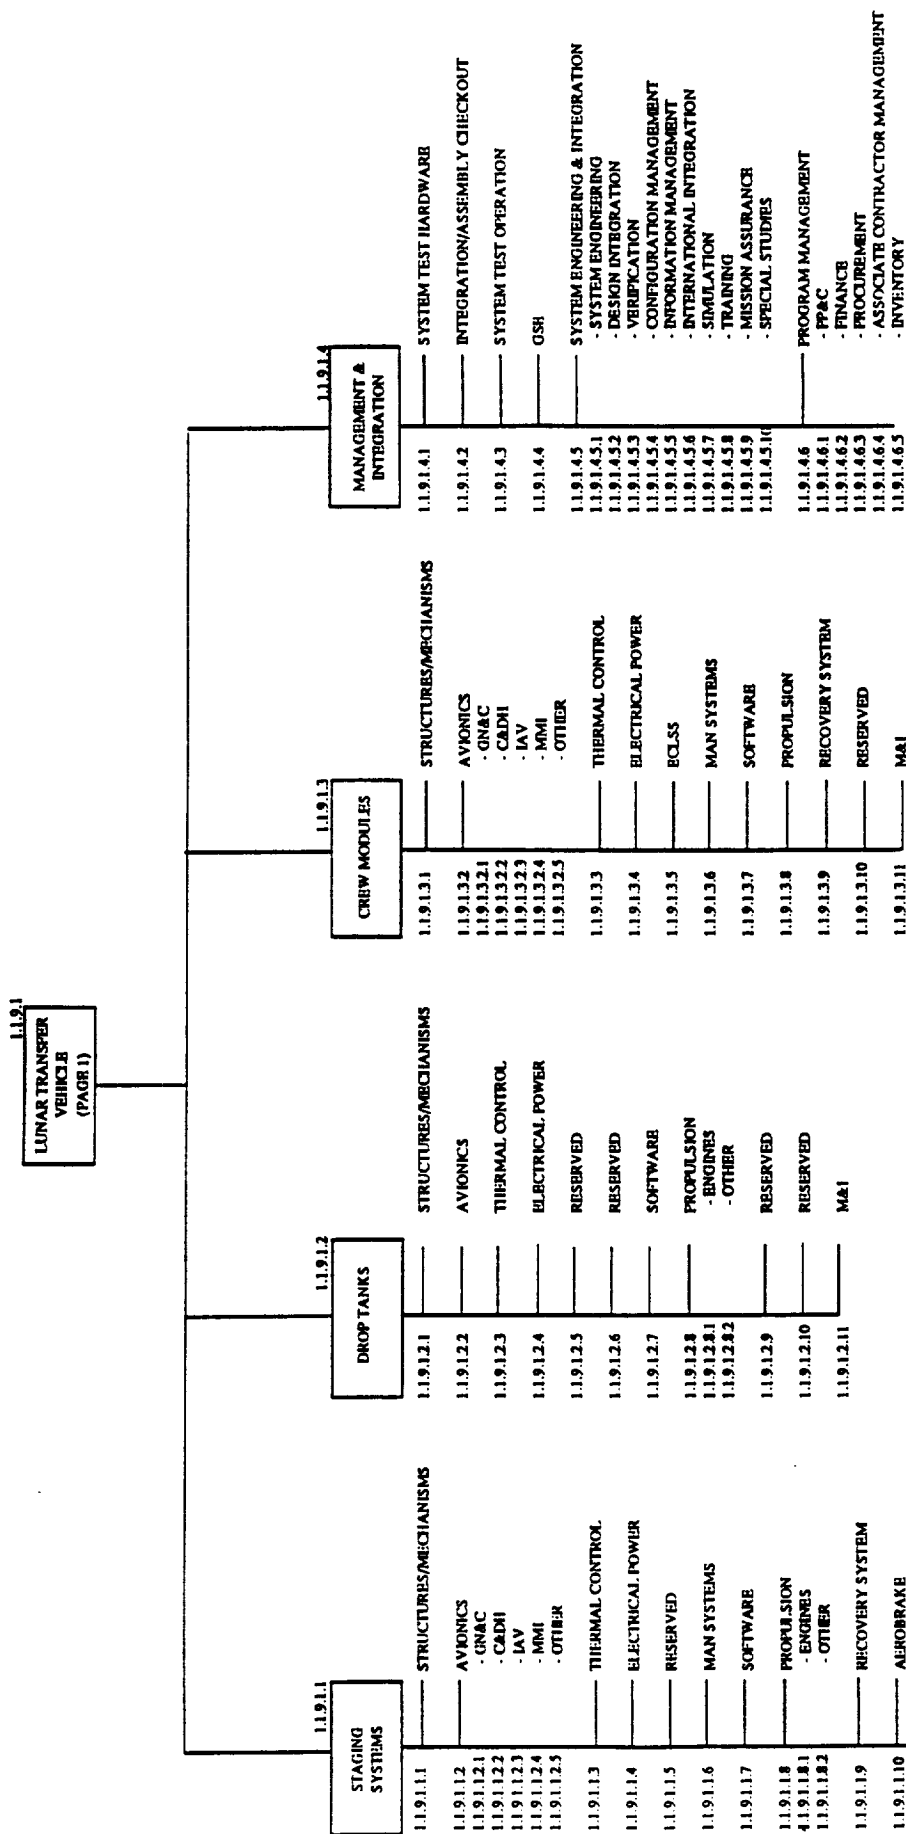 1.1.9.1
LUNAR TRANSFER
VEHICLE
(PAGE 1)
1.1.9.1.1
STAGING
SYSTEMS
1.1.9.1.1.1 STRUCTURES/MECHANISMS
1.1.9.1.1.2 AVIONICS
1.1.9.1.1.2.1 - GN&C
1.1.9.1.1.2.2 - C&DH
1.1.9.1.1.2.3 - IAV
1.1.9.1.1.2.4 - MMI
1.1.9.1.1.2.5 - OTHER
1.1.9.1.1.3 THERMAL CONTROL
1.1.9.1.1.4 ELECTRICAL POWER
1.1.9.1.1.5 RESERVED
1.1.9.1.1.6 MAN SYSTEMS
1.1.9.1.1.7 SOFTWARE
1.1.9.1.1.8 PROPULSION
1.1.9.1.1.8.1 - ENGINES
1.1.9.1.1.8.2 - OTHER
1.1.9.1.1.9 RECOVERY SYSTEM
1.1.9.1.1.10 AEROBRAKE
1.1.9.1.2
DROP TANKS
1.1.9.1.2.1 STRUCTURES/MECHANISMS
1.1.9.1.2.2 AVIONICS
1.1.9.1.2.3 THERMAL CONTROL
1.1.9.1.2.4 ELECTRICAL POWER
1.1.9.1.2.5 RESERVED
1.1.9.1.2.6 RESERVED
1.1.9.1.2.7 SOFTWARE
1.1.9.1.2.8 PROPULSION
1.1.9.1.2.8.1 - ENGINES
1.1.9.1.2.8.2 - OTHER
1.1.9.1.2.9 RESERVED
1.1.9.1.2.10 RESERVED
1.1.9.1.2.11 M&I
1.1.9.1.3
CREW MODULES
1.1.9.1.3.1 STRUCTURES/MECHANISMS
1.1.9.1.3.2 AVIONICS
1.1.9.1.3.2.1 - GN&C
1.1.9.1.3.2.2 - C&DH
1.1.9.1.3.2.3 - IAV
1.1.9.1.3.2.4 - MMI
1.1.9.1.3.2.5 - OTHER
1.1.9.1.3.3 THERMAL CONTROL
1.1.9.1.3.4 ELECTRICAL POWER
1.1.9.1.3.5 ECLSS
1.1.9.1.3.6 MAN SYSTEMS
1.1.9.1.3.7 SOFTWARE
1.1.9.1.3.8 PROPULSION
1.1.9.1.3.9 RECOVERY SYSTEM
1.1.9.1.3.10 RESERVED
1.1.9.1.3.11 M&I
1.1.9.1.4
MANAGEMENT &
INTEGRATION
1.1.9.1.4.1 SYSTEM TEST HARDWARE
1.1.9.1.4.2 INTEGRATION/ASSEMBLY CHECKOUT
1.1.9.1.4.3 SYSTEM TEST OPERATION
1.1.9.1.4.4 GSE
1.1.9.1.4.5 SYSTEM ENGINEERING & INTEGRATION
1.1.9.1.4.5.1 - SYSTEM ENGINEERING
1.1.9.1.4.5.2 - DESIGN INTEGRATION
1.1.9.1.4.5.3 - VERIFICATION
1.1.9.1.4.5.4 - CONFIGURATION MANAGEMENT
1.1.9.1.4.5.5 - INFORMATION MANAGEMENT
1.1.9.1.4.5.6 - INTERNATIONAL INTEGRATION
1.1.9.1.4.5.7 - SIMULATION
1.1.9.1.4.5.8 - TRAINING
1.1.9.1.4.5.9 - MISSION ASSURANCE
1.1.9.1.4.5.10 - SPECIAL STUDIES
1.1.9.1.4.6 PROGRAM MANAGEMENT
1.1.9.1.4.6.1 - PP&C
1.1.9.1.4.6.2 - FINANCE
1.1.9.1.4.6.3 - PROCUREMENT
1.1.9.1.4.6.4 - ASSOCIATE CONTRACTOR MANAGEMENT
1.1.9.1.4.6.5 - INVENTORY